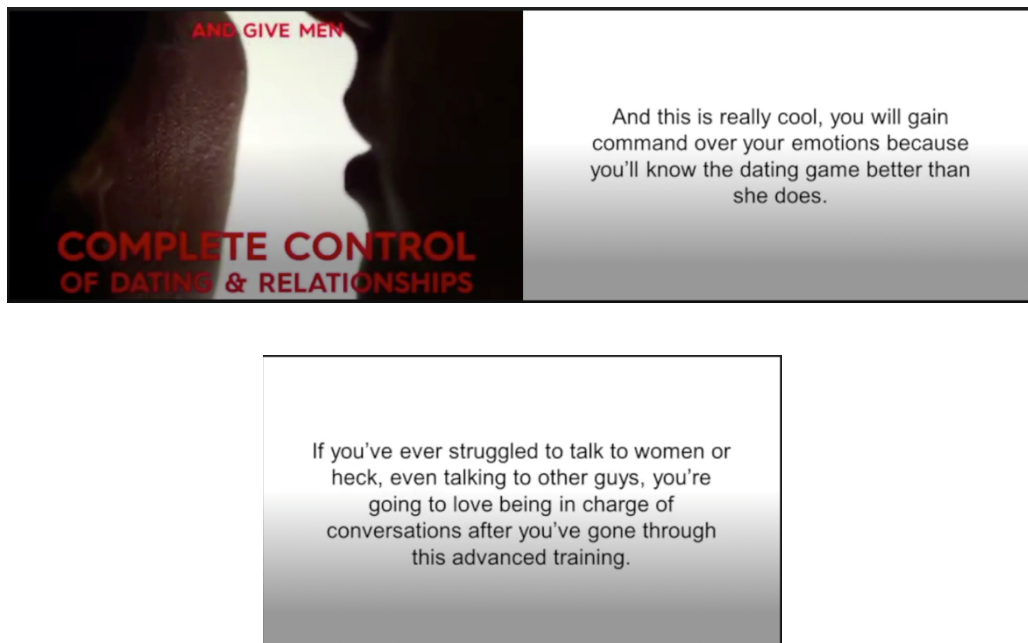 AND GIVE MEN
COMPLETE CONTROL
OF DATING & RELATIONSHIPS
And this is really cool, you will gain
command over your emotions because
you'll know the dating game better than
she does.
If you've ever struggled to talk to women or
heck, even talking to other guys, you're
going to love being in charge of
conversations after you've gone through
this advanced training.